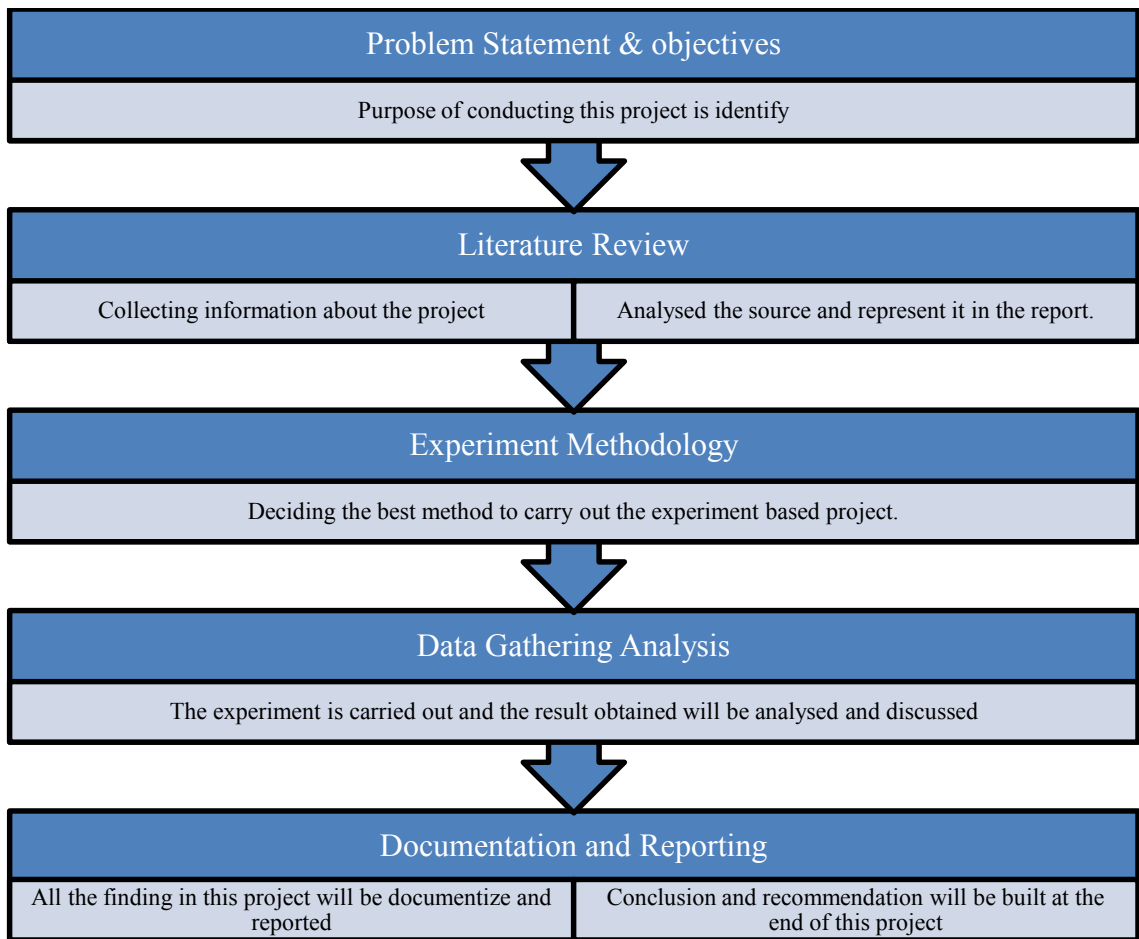 Problem Statement & objectives
Purpose of conducting this project is identify
Literature Review
Collecting information about the project
Analysed the source and represent it in the report.
Experiment Methodology
Deciding the best method to carry out the experiment based project.
Data Gathering Analysis
The experiment is carried out and the result obtained will be analysed and discussed
Documentation and Reporting
All the finding in this project will be documentize and
reported
Conclusion and recommendation will be built at the
end of this project